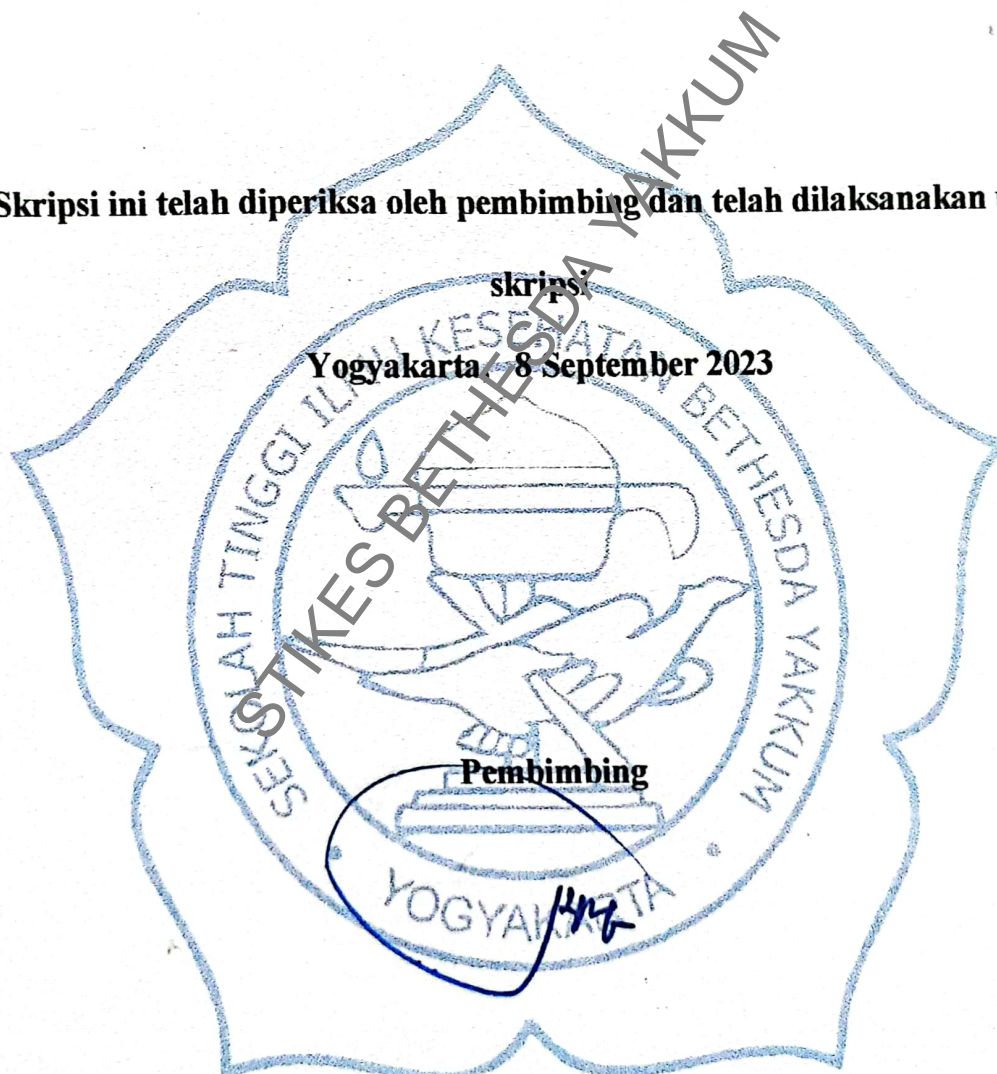 Skripsi ini telah diperiksa oleh pembimbing dan telah dilaksanakan
skripsi
Yogyakarta, 8 September 2023
SEKOLAH TINGGI ILMU KESEHATAN BETHESDA YAKKUM
YOGYAKARTA
STIKES BETHESDA YAKKUM
Pembimbing